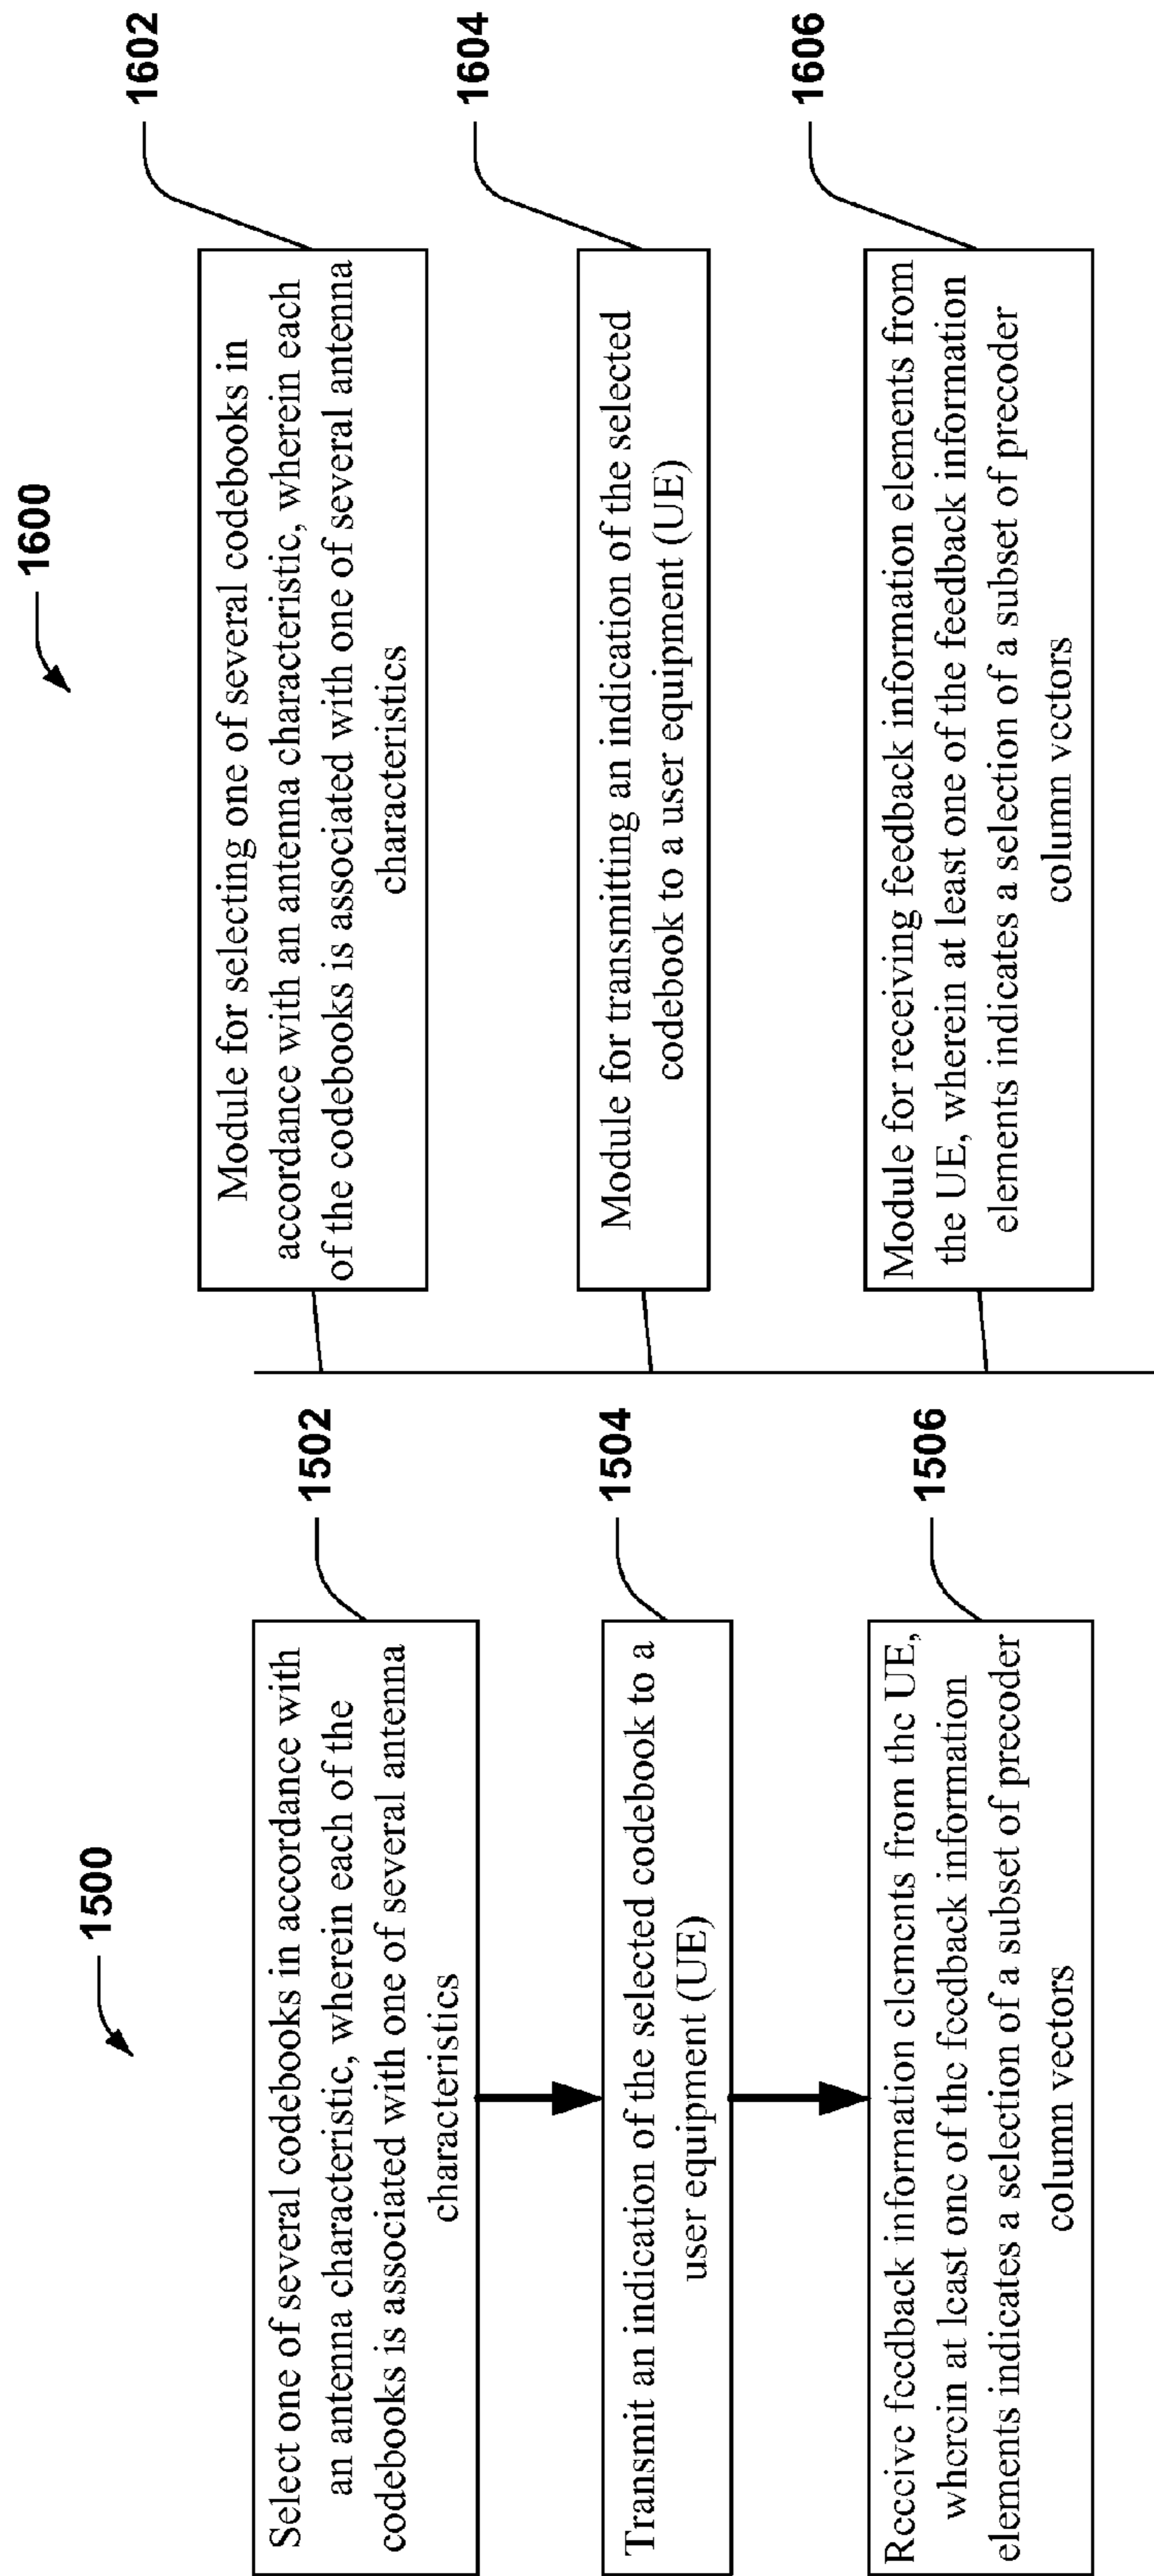 1500
Select one of several codebooks in accordance with
an antenna characteristic, wherein each of the
codebooks is associated with one of several antenna
characteristics
1502
Transmit an indication of the selected codebook to a
user equipment (UE)
1504
Receive feedback information elements from the UE,
wherein at least one of the feedback information
elements indicates a selection of a subset of precoder
column vectors
1506
1600
Module for selecting one of several codebooks in
accordance with an antenna characteristic, wherein each
of the codebooks is associated with one of several antenna
characteristics
1602
Module for transmitting an indication of the selected
codebook to a user equipment (UE)
1604
Module for receiving feedback information elements from
the UE, wherein at least one of the feedback information
elements indicates a selection of a subset of precoder
column vectors
1606